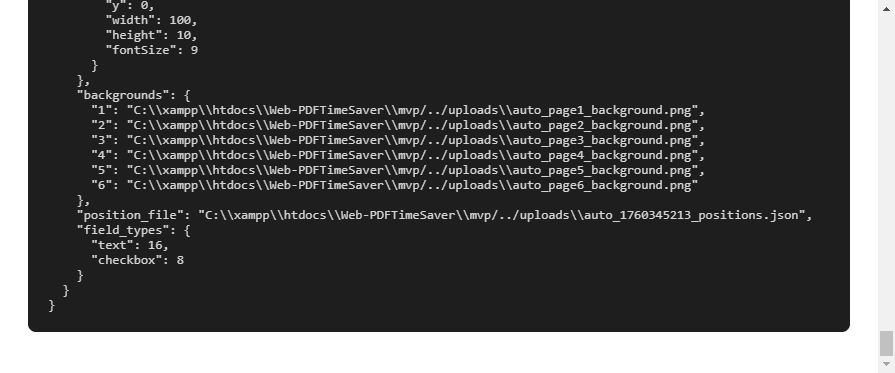 "y": 0,
"width": 100,
"height": 10,
"fontSize": 9
}
},
"backgrounds": {
"1": "C:\\xampp\\htdocs\\Web-PDFTimeSaver\\mvp/../uploads\\auto_page1_background.png",
"2": "C:\\xampp\\htdocs\\Web-PDFTimeSaver\\mvp/../uploads\\auto_page2_background.png",
"3": "C:\\xampp\\htdocs\\Web-PDFTimeSaver\\mvp/../uploads\\auto_page3_background.png",
"4": "C:\\xampp\\htdocs\\Web-PDFTimeSaver\\mvp/../uploads\\auto_page4_background.png",
"5": "C:\\xampp\\htdocs\\Web-PDFTimeSaver\\mvp/../uploads\\auto_page5_background.png",
"6": "C:\\xampp\\htdocs\\Web-PDFTimeSaver\\mvp/../uploads\\auto_page6_background.png"
},
"position_file": "C:\\xampp\\htdocs\\Web-PDFTimeSaver\\mvp/../uploads\\auto_1760345213_positions.json",
"field_types": {
"text": 16,
"checkbox": 8
}
}
}